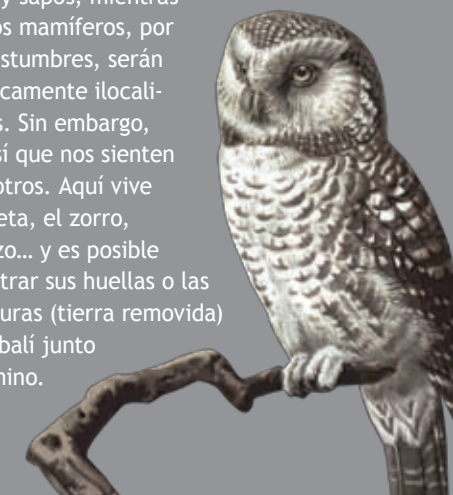 y sapos, mientras
os mamíferos, por
stumbres, serán
icamente ilocali-
s. Sin embargo,
sí que nos sienten
otros. Aquí vive
eta, el zorro,
zo… y es posible
trar sus huellas o las
uras (tierra removida)
balí junto
nino.